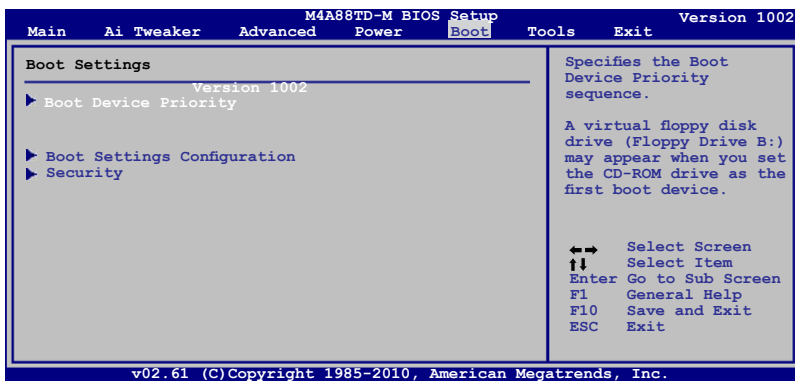 M4A88TD-M BIOS Setup Version 1002
Main Ai Tweaker Advanced Power Boot Tools Exit
Boot Settings
Version 1002
Boot Device Priority
Boot Settings Configuration
Security
Specifies the Boot
Device Priority
sequence.
A virtual floppy disk
drive (Floppy Drive B:)
may appear when you set
the CD-ROM drive as the
first boot device.
←→ Select Screen
↑↓ Select Item
Enter Go to Sub Screen
F1 General Help
F10 Save and Exit
ESC Exit
v02.61 (C)Copyright 1985-2010, American Megatrends, Inc.